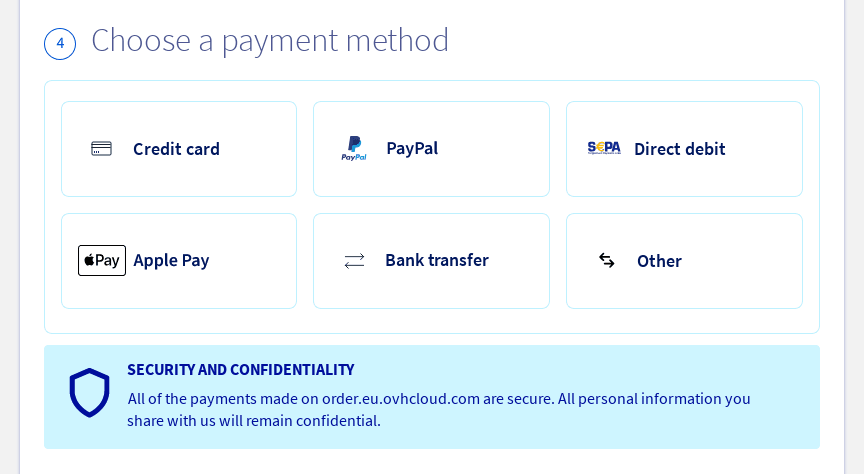 4 Choose a payment method
Credit card
PayPal PayPal
SEPA Direct debit
Pay Apple Pay
Bank transfer
Other
SECURITY AND CONFIDENTIALITY
All of the payments made on order.eu.ovhcloud.com are secure. All personal information you
share with us will remain confidential.